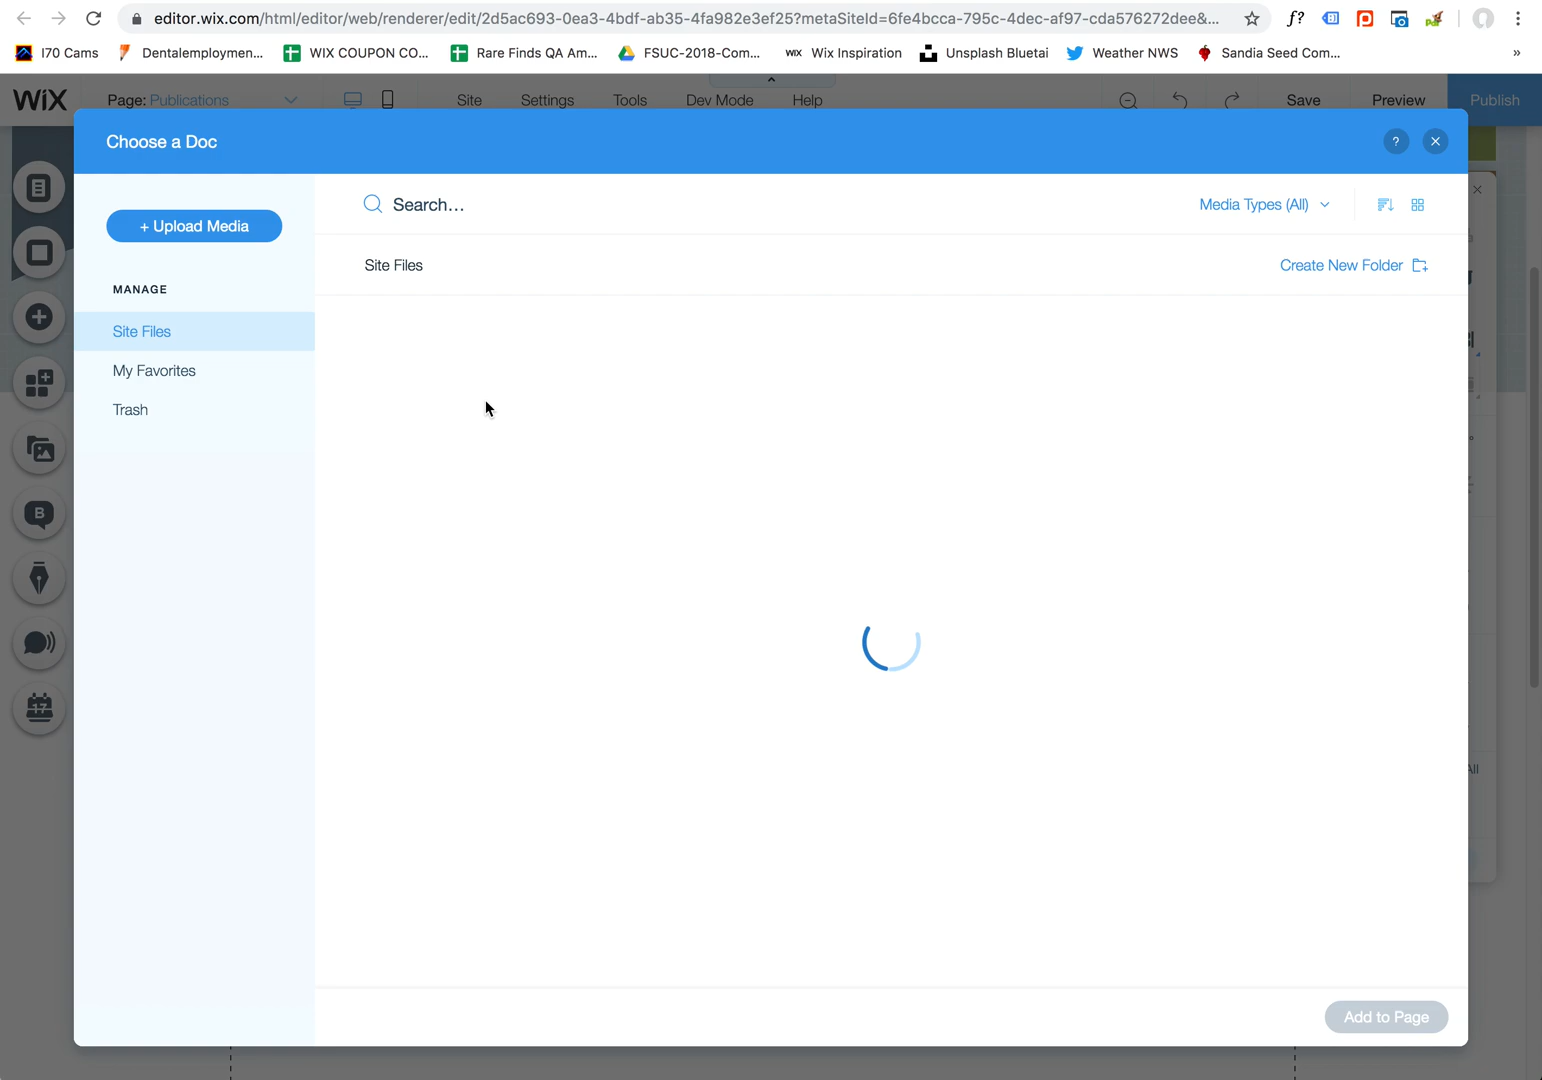 editor.wix.com/html/editor/web/renderer/edit/2d5ac693-0ea3-4bdf-ab35-4fa982e3ef25?metaSiteId=6fe4bcca-795c-4dec-af97-cda576272dee&...
f?
I70 Cams
Dentalemploymen...
WIX COUPON CO...
Rare Finds QA Am...
FSUC-2018-Com...
WiX
Wix Inspiration
Unsplash Bluetai
Weather NWS
Sandia Seed Com...
»
WiX
Page: Publications
Site
Settings
Tools
Dev Mode
Help
Save
Preview
Publish
Choose a Doc
?
+ Upload Media
Search...
Media Types (All)
MANAGE
Site Files
Create New Folder
Site Files
My Favorites
Trash
B
17
All
Add to Page